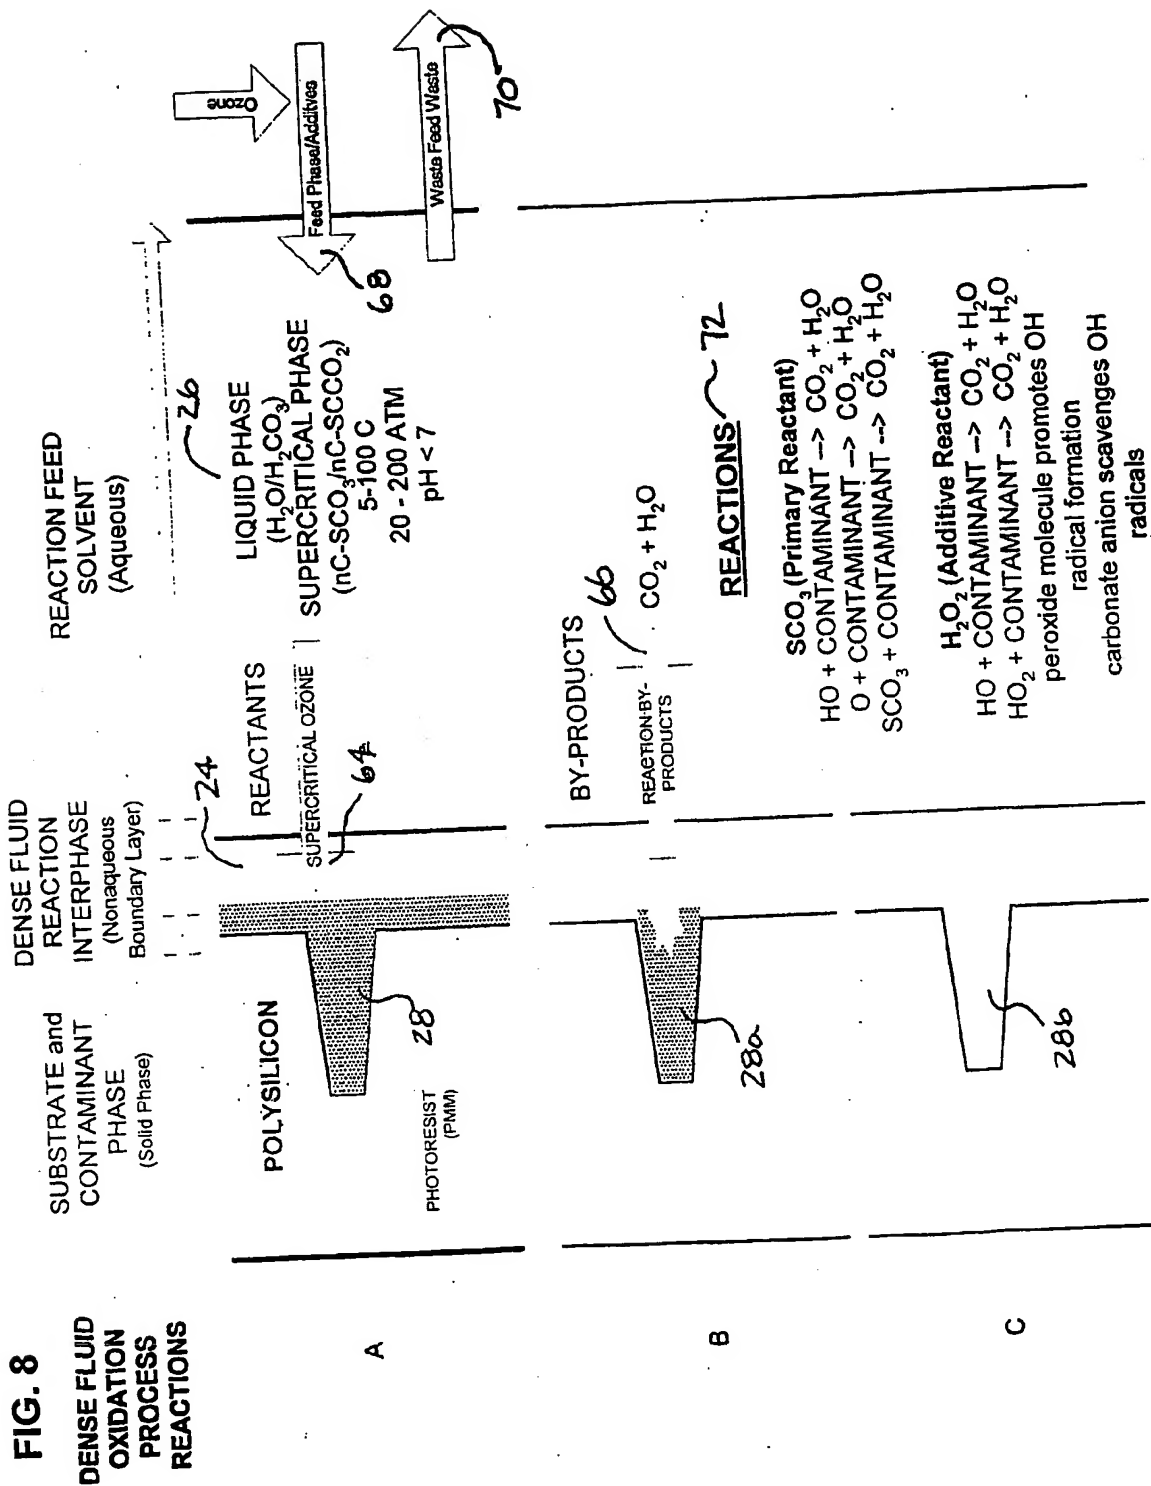 FIG. 8
DENSE FLUID
OXIDATION
PROCESS
REACTIONS
SUBSTRATE and
CONTAMINANT
PHASE
(Solid Phase)
DENSE FLUID
REACTION
INTERPHASE
(Nonaqueous
Boundary Layer)
REACTION FEED
SOLVENT
(Aqueous)
A
POLYSILICON
PHOTORESIST
(PMM)
28
24
REACTANTS
SUPERCRITICAL OZONE
64
26
LIQUID PHASE
(H₂O/H₂CO₃)
SUPERCRITICAL PHASE
(nC-SCO₃/nC-SCCO₂)
5-100 C
20 - 200 ATM
pH < 7
Ozone
Feed Phase/Additves
68
Waste Feed Waste
70
B
28a
BY-PRODUCTS
REACTION-BY-
PRODUCTS
66
CO₂ + H₂O
REACTIONS
72
C
28b
SCO₃ (Primary Reactant)
HO + CONTAMINANT --> CO₂ + H₂O
O + CONTAMINANT --> CO₂ + H₂O
SCO₃ + CONTAMINANT --> CO₂ + H₂O
H₂O₂ (Additive Reactant)
HO + CONTAMINANT --> CO₂ + H₂O
HO₂ + CONTAMINANT --> CO₂ + H₂O
peroxide molecule promotes OH
radical formation
carbonate anion scavenges OH
radicals